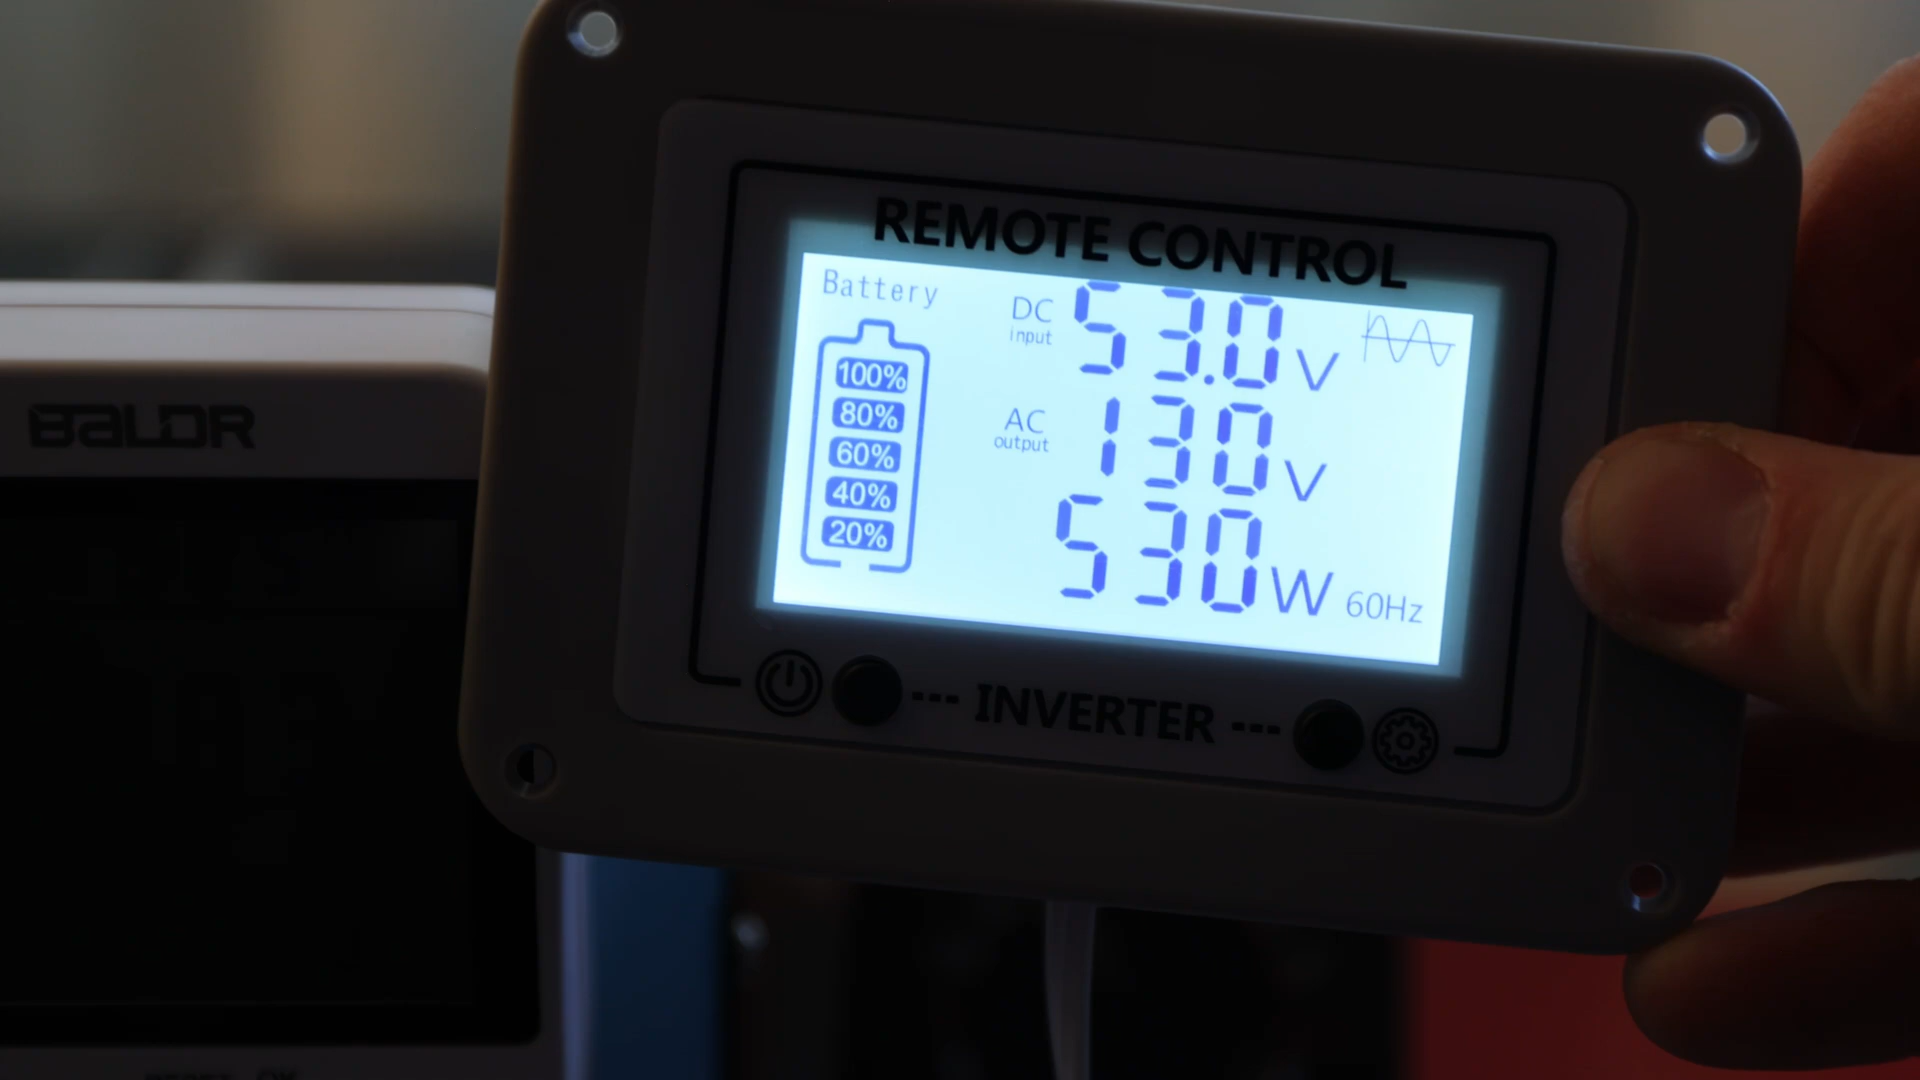 REMOTE CONTROL
Battery
DC input 53.0 V
100%
80%
60%
40%
20%
AC output 130 V
530 W 60Hz
--- INVERTER ---
BALDR